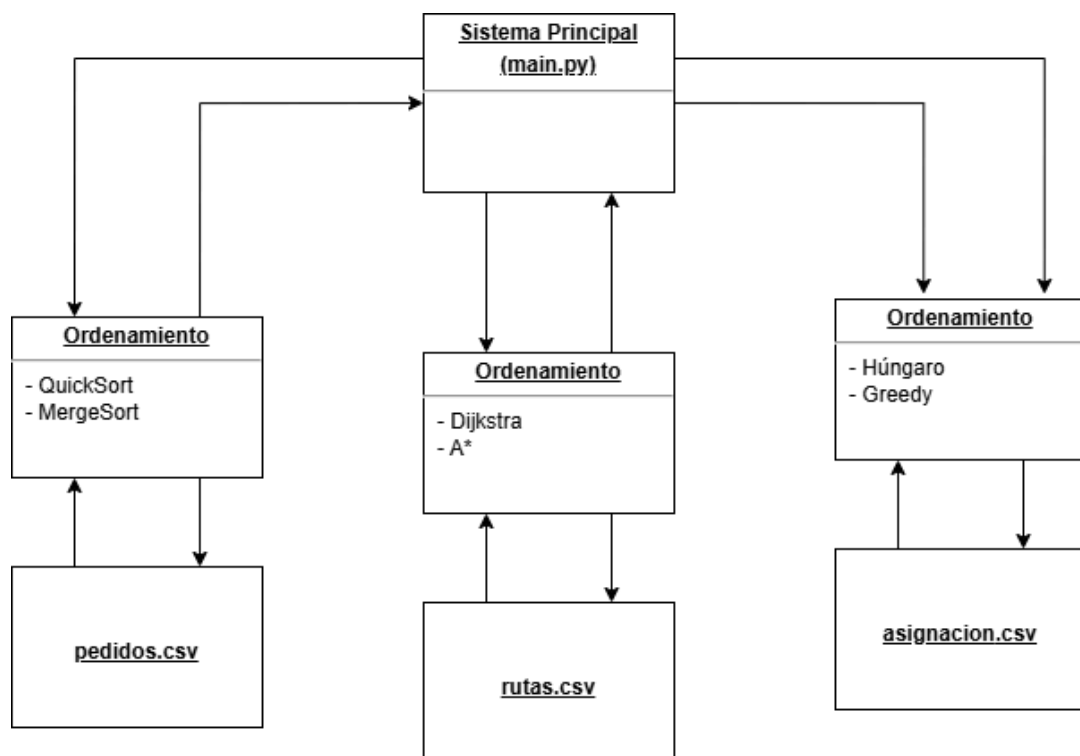 Sistema Principal
(main.py)
Ordenamiento
- QuickSort
- MergeSort
Ordenamiento
- Dijkstra
- A*
Ordenamiento
- Húngaro
- Greedy
pedidos.csv
rutas.csv
asignacion.csv